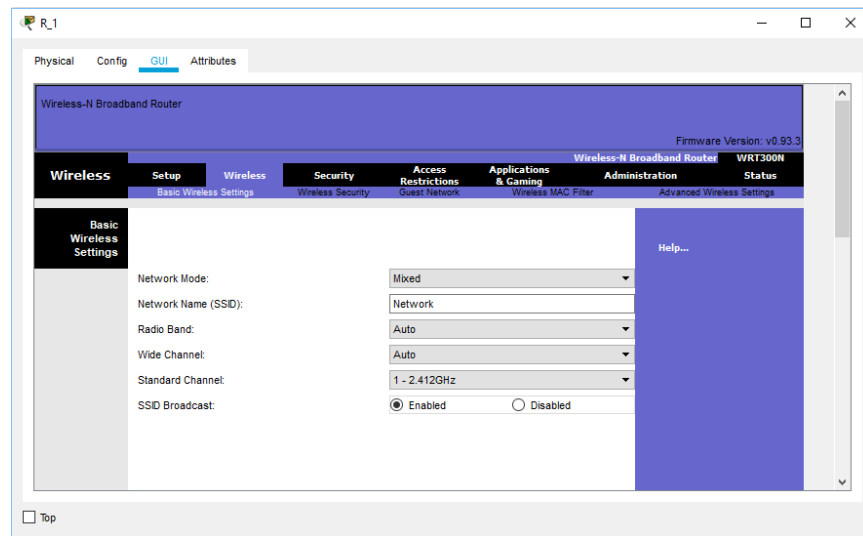 R_1
Physical Config GUI Attributes
Wireless-N Broadband Router
Firmware Version: v0.93.3
Wireless-N Broadband Router WRT300N
Wireless
Setup Wireless Security Access Restrictions Applications & Gaming Administration Status
Basic Wireless Settings Wireless Security Guest Network Wireless MAC Filter Advanced Wireless Settings
Basic
Wireless
Settings
Help...
Network Mode: Mixed
Network Name (SSID): Network
Radio Band: Auto
Wide Channel: Auto
Standard Channel: 1 - 2.412GHz
SSID Broadcast: Enabled Disabled
Top